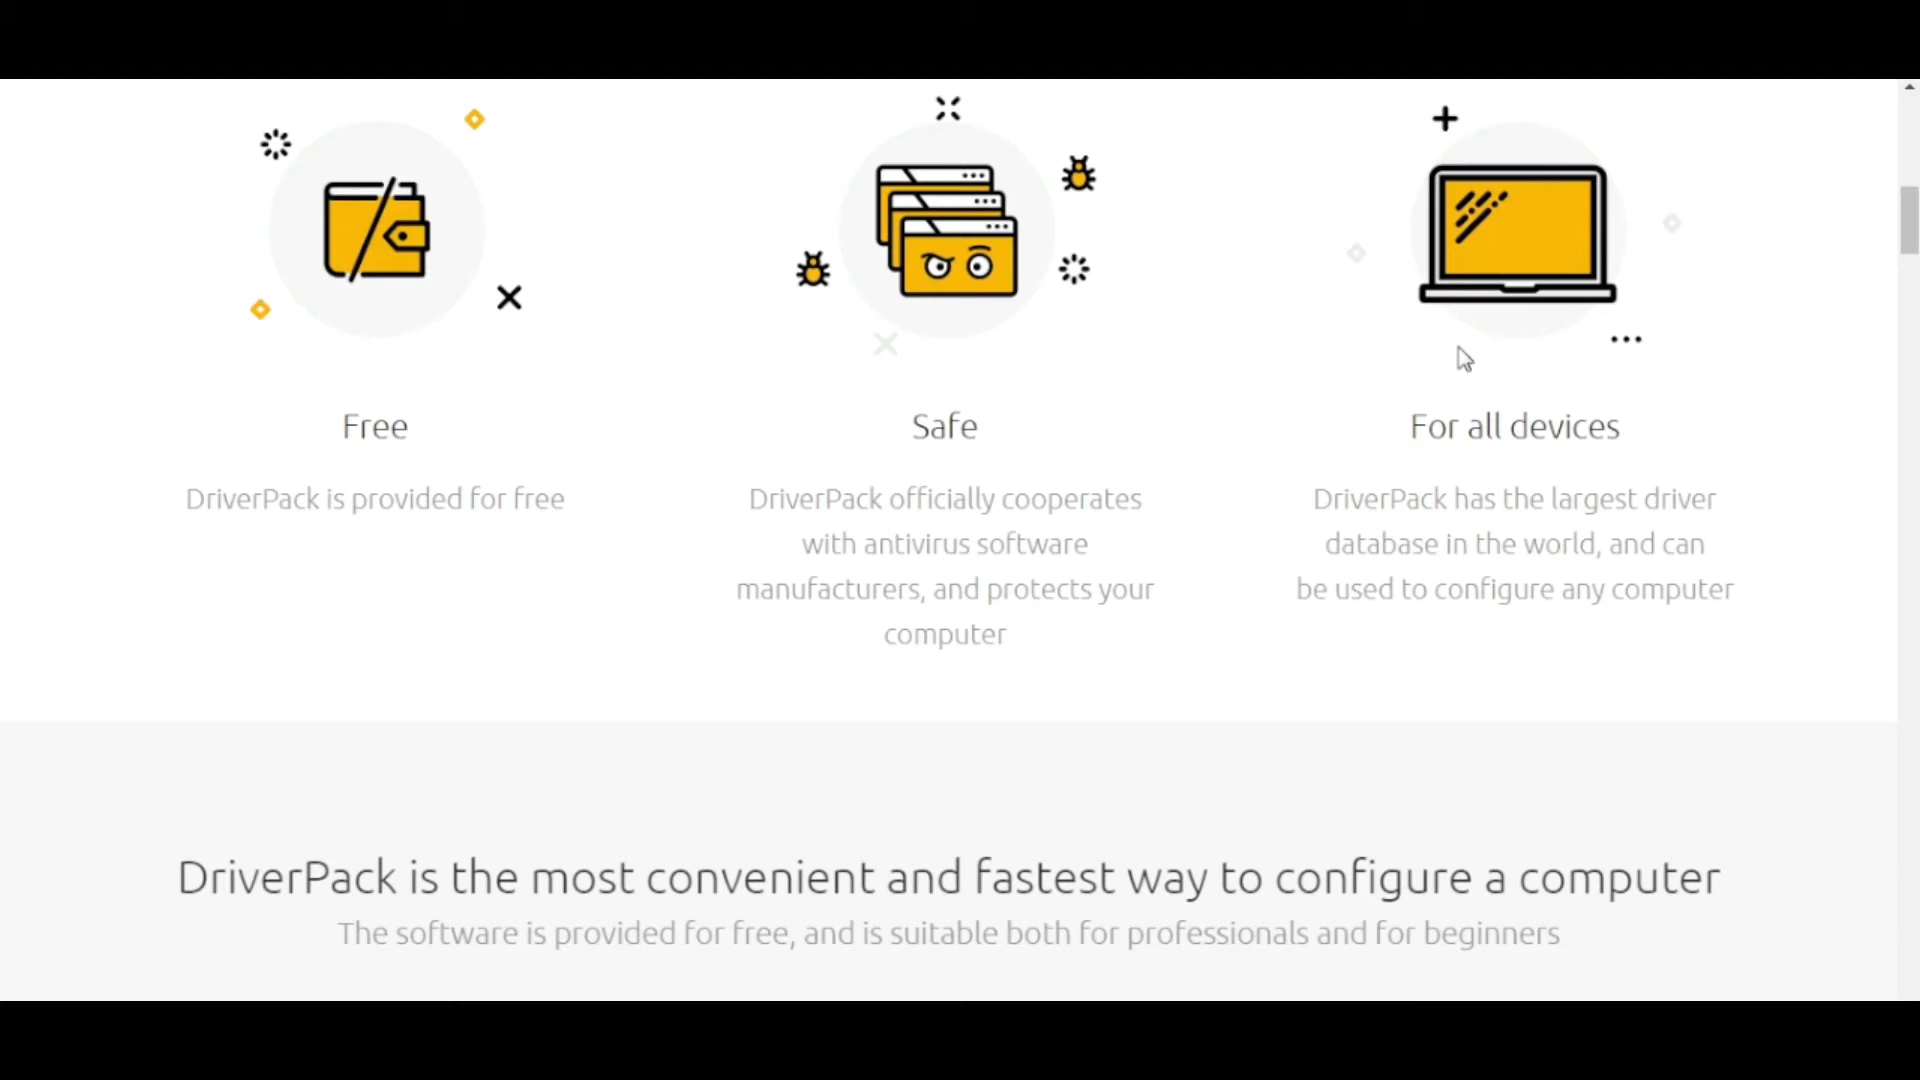 Free
DriverPack is provided for free
Safe
DriverPack officially cooperates
with antivirus software
manufacturers, and protects your
computer
For all devices
DriverPack has the largest driver
database in the world, and can
be used to configure any computer
DriverPack is the most convenient and fastest way to configure a computer
The software is provided for free, and is suitable both for professionals and for beginners